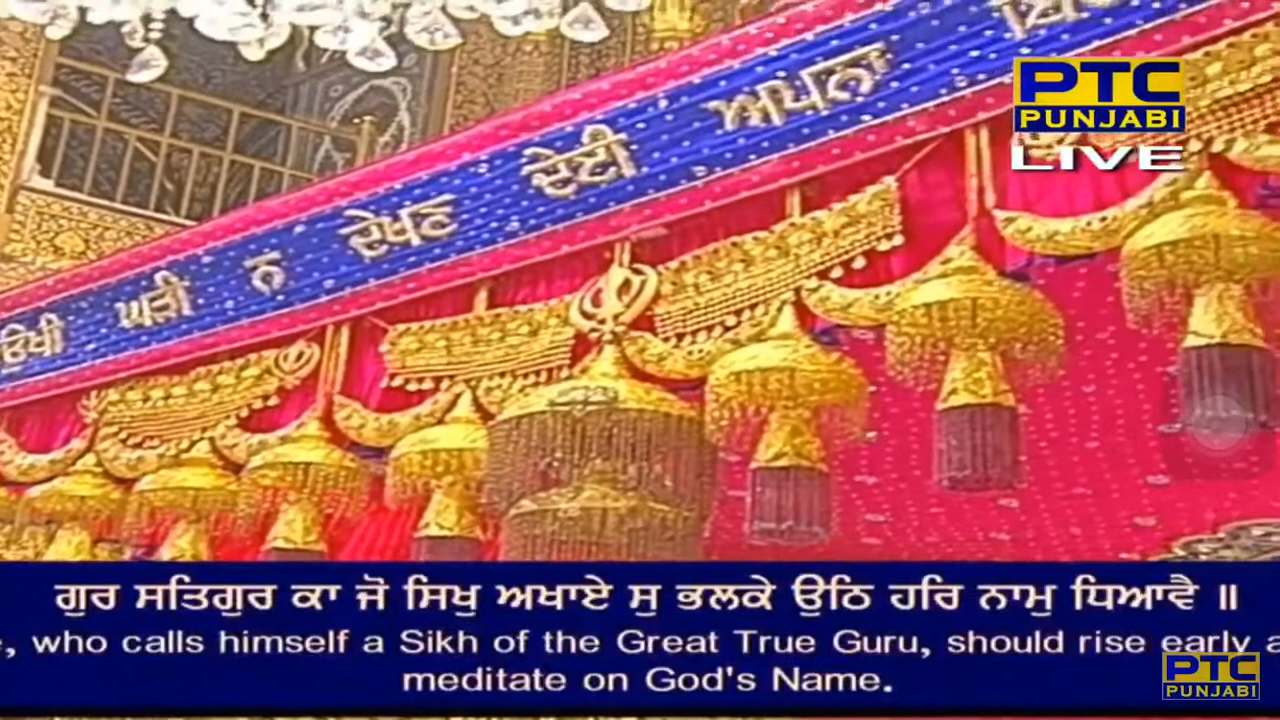 PTC
PUNJABI
LIVE
ਘੜੀ ਨ ਦੇਖਣ ਦੇਈ ਅਪਨਾ
ਗੁਰ ਸਤਿਗੁਰ ਕਾ ਜੋ ਸਿਖੁ ਅਖਾਏ ਸੁ ਭਲਕੇ ਉਠਿ ਹਰਿ ਨਾਮੁ ਧਿਆਵੈ ॥
, who calls himself a Sikh of the Great True Guru, should rise early
meditate on God's Name.
PTC
PUNJABI